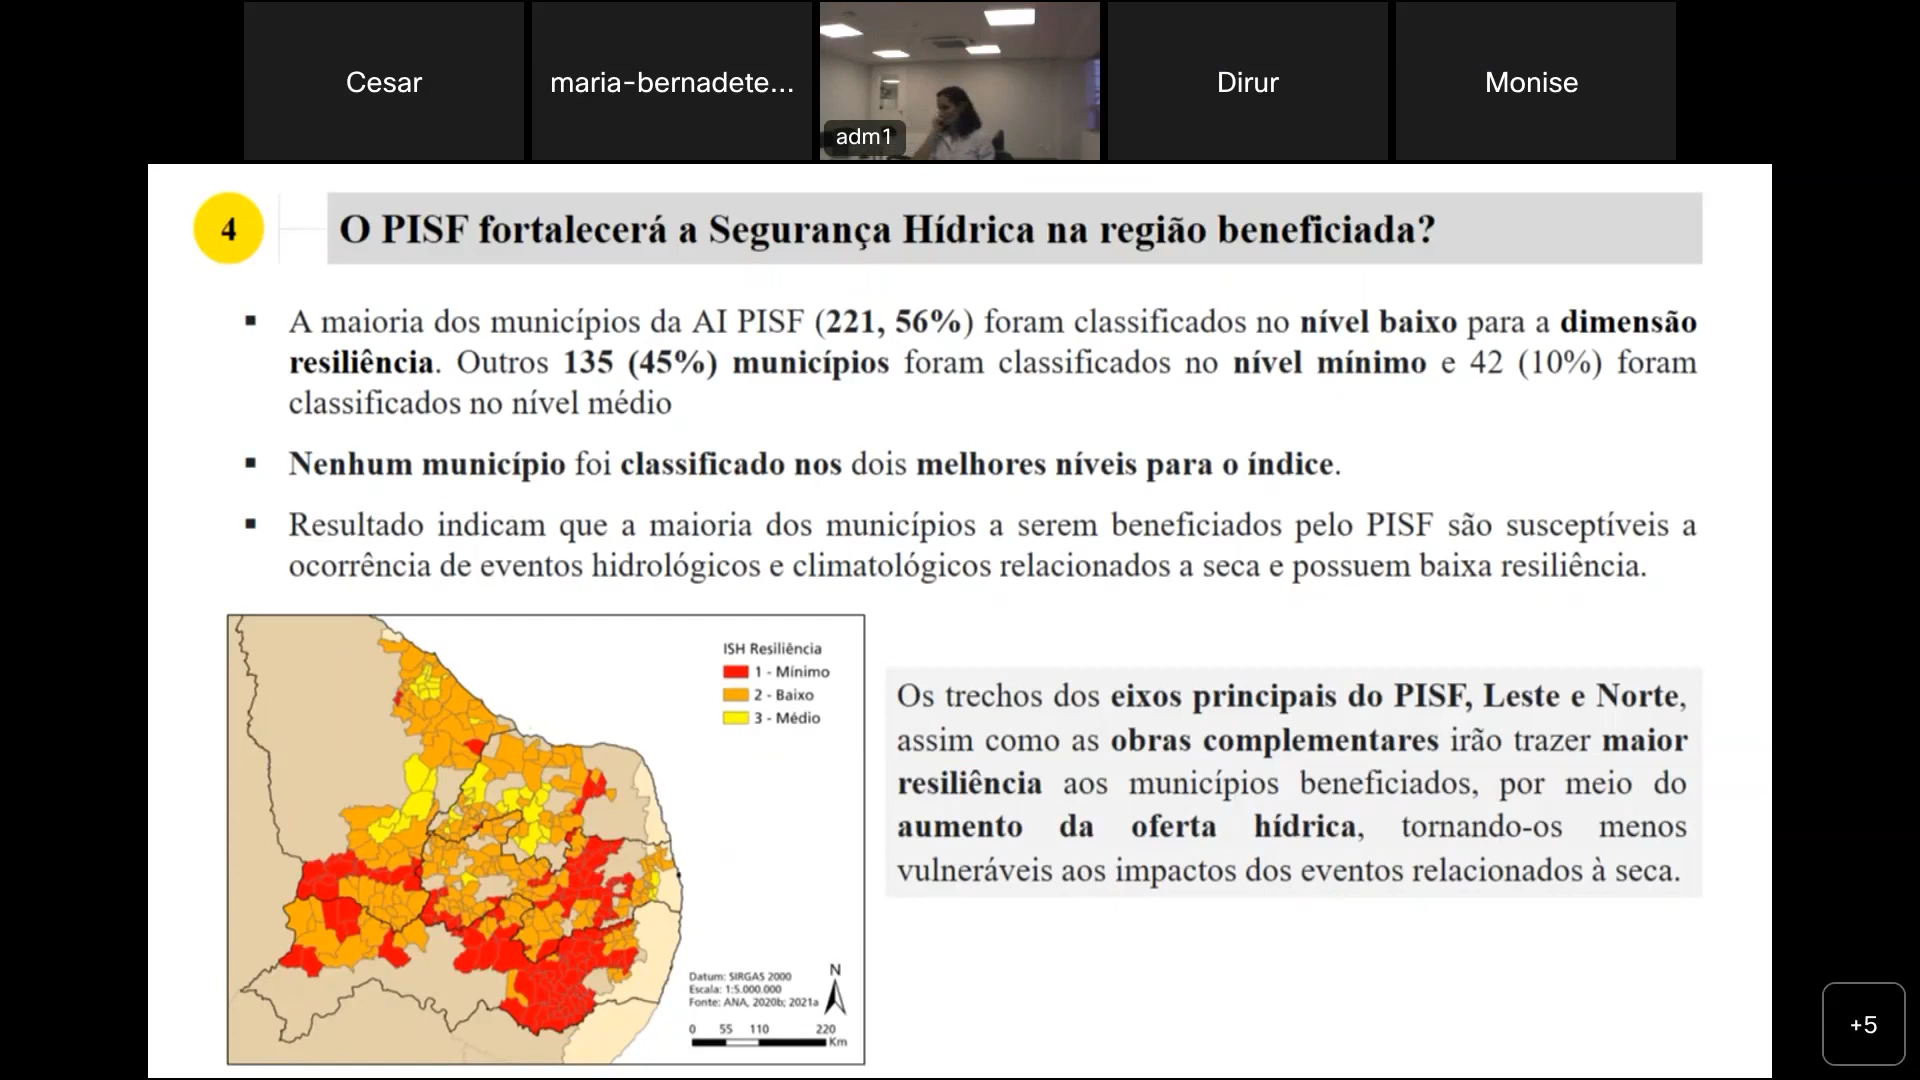 Cesar
maria-bernadete...
adm1
Dirur
Monise
4
O PISF fortalecerá a Segurança Hídrica na região beneficiada?
▪ A maioria dos municípios da AI PISF (221, 56%) foram classificados no nível baixo para a dimensão
resiliência. Outros 135 (45%) municípios foram classificados no nível mínimo e 42 (10%) foram
classificados no nível médio
▪ Nenhum município foi classificado nos dois melhores níveis para o índice.
▪ Resultado indicam que a maioria dos municípios a serem beneficiados pelo PISF são susceptíveis a
ocorrência de eventos hidrológicos e climatológicos relacionados a seca e possuem baixa resiliência.
ISH Resiliência
1 - Mínimo
2 - Baixo
3 - Médio
Datum: SIRGAS 2000
Escala: 1:5.000.000
Fonte: ANA, 2020b; 2021a
N
0 55 110 220
Km
Os trechos dos eixos principais do PISF, Leste e Norte,
assim como as obras complementares irão trazer maior
resiliência aos municípios beneficiados, por meio do
aumento da oferta hídrica, tornando-os menos
vulneráveis aos impactos dos eventos relacionados à seca.
+5